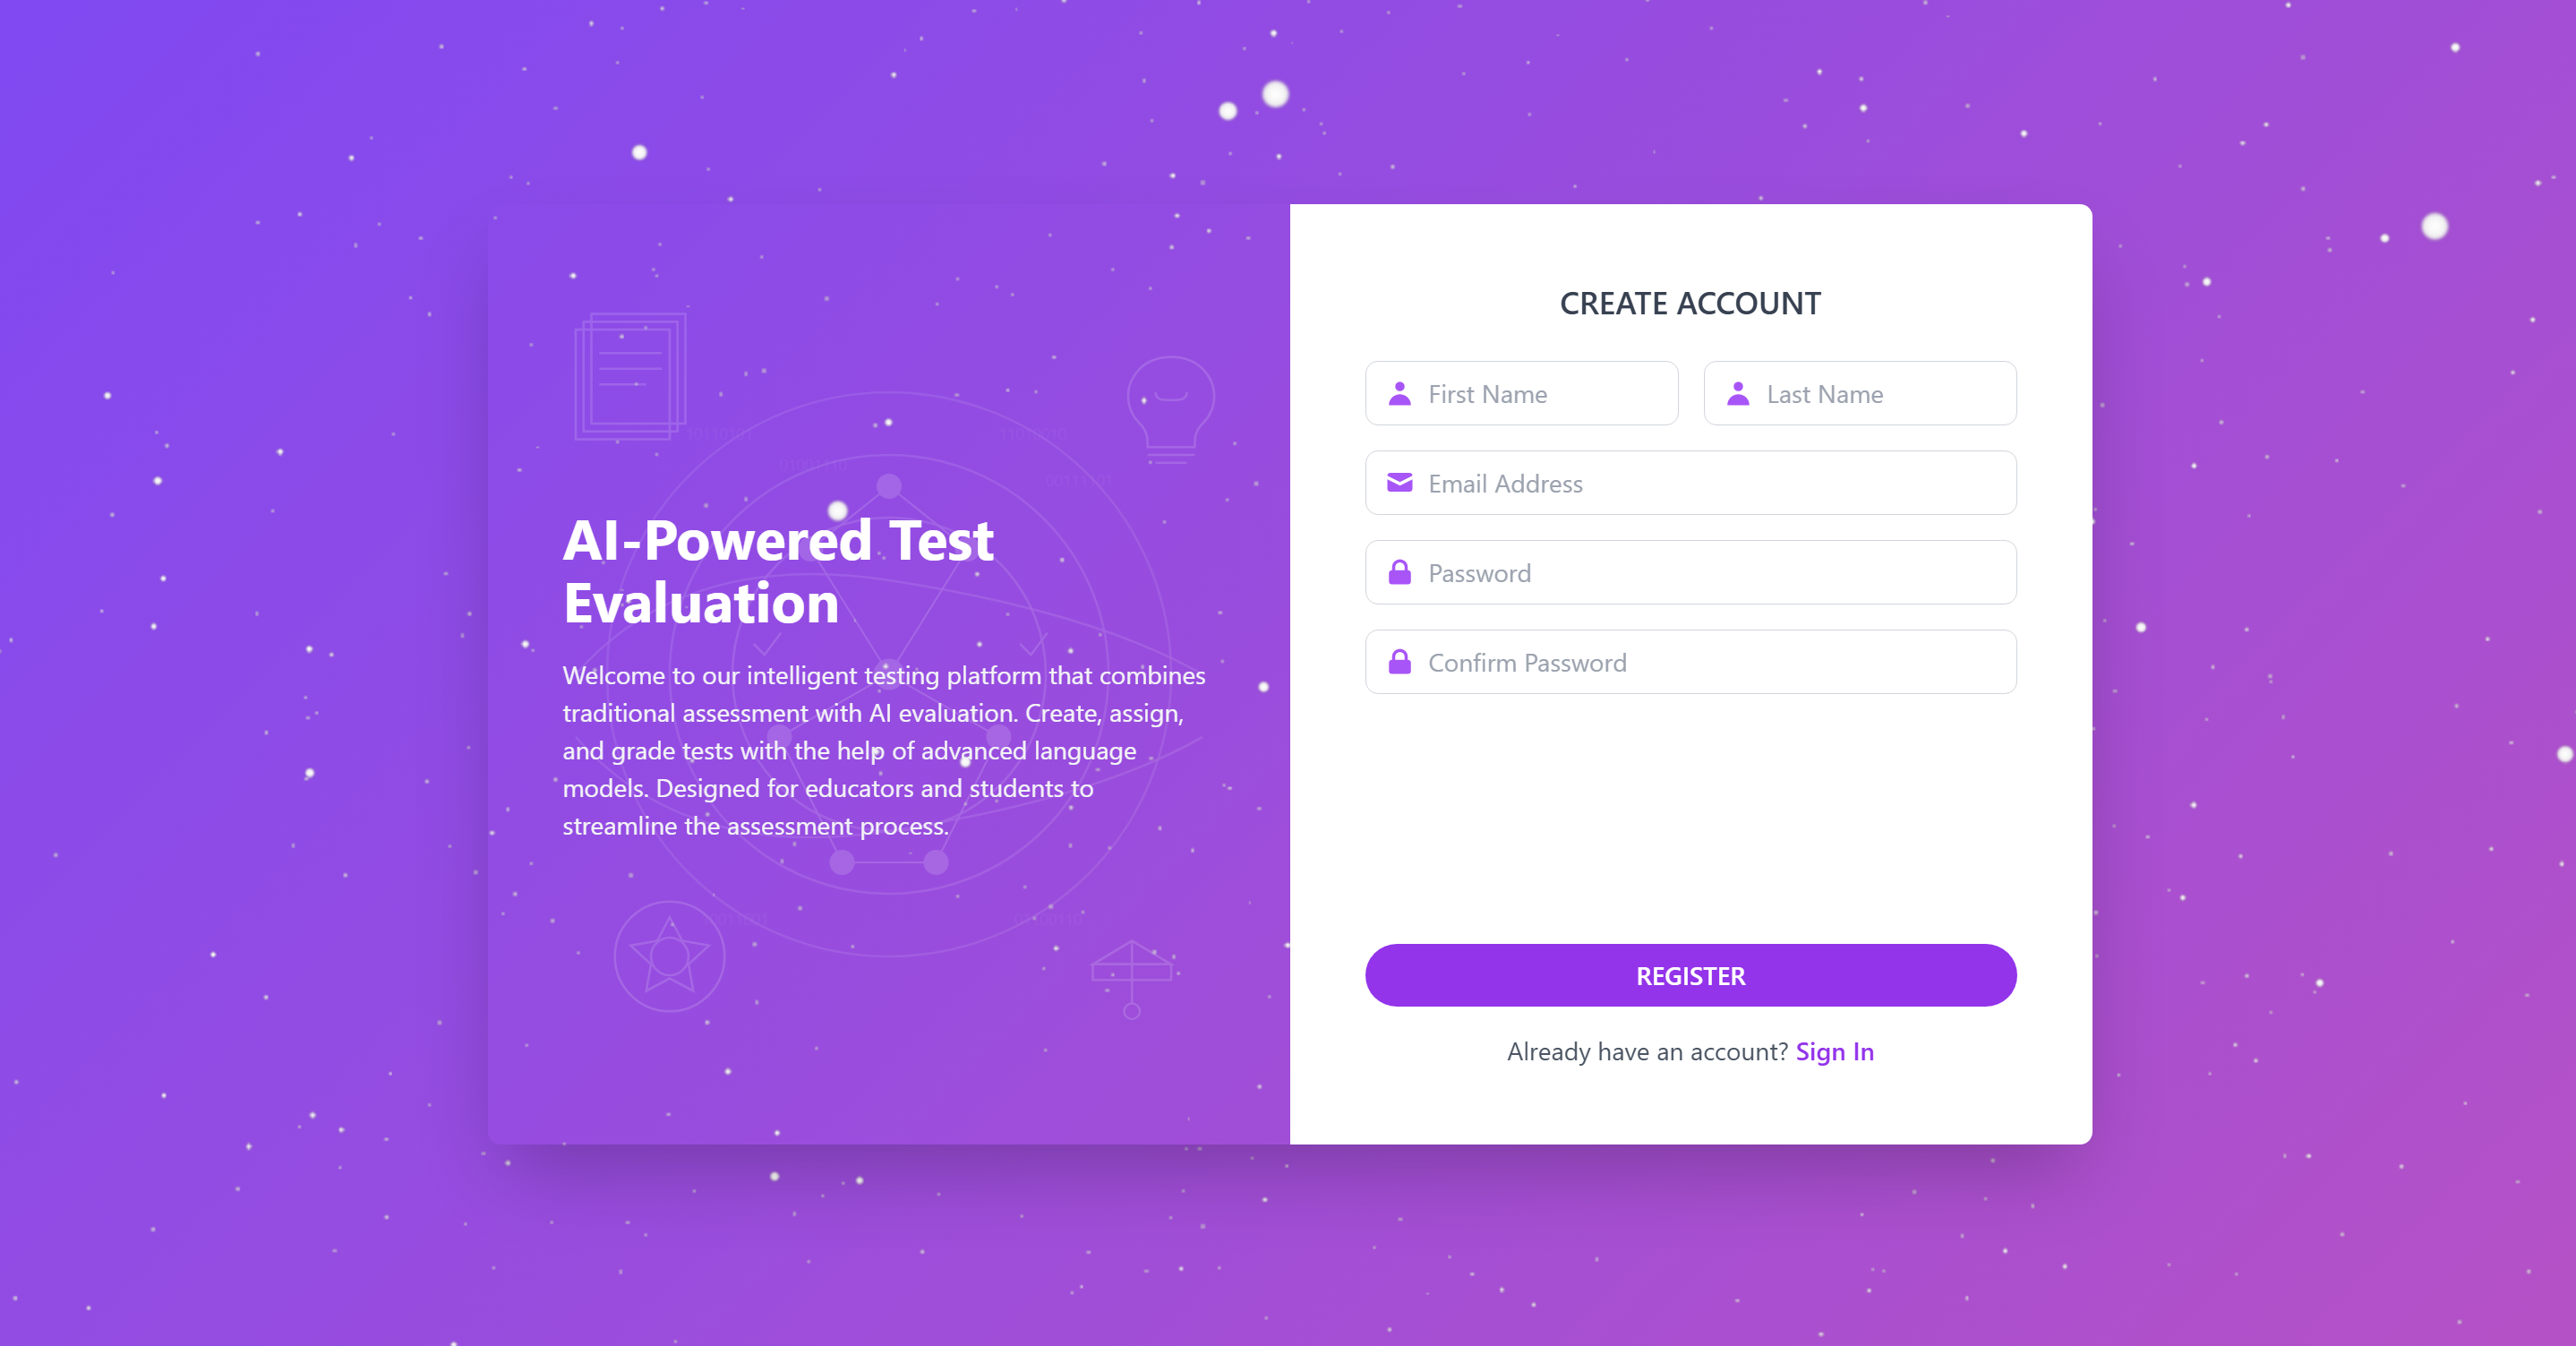 AI-Powered Test
Evaluation
Welcome to our intelligent testing platform that combines
traditional assessment with AI evaluation. Create, assign,
and grade tests with the help of advanced language
models. Designed for educators and students to
streamline the assessment process.
10110101
01001110
11010010
CREATE ACCOUNT
First Name
Last Name
Email Address
Password
Confirm Password
REGISTER
Already have an account? Sign In